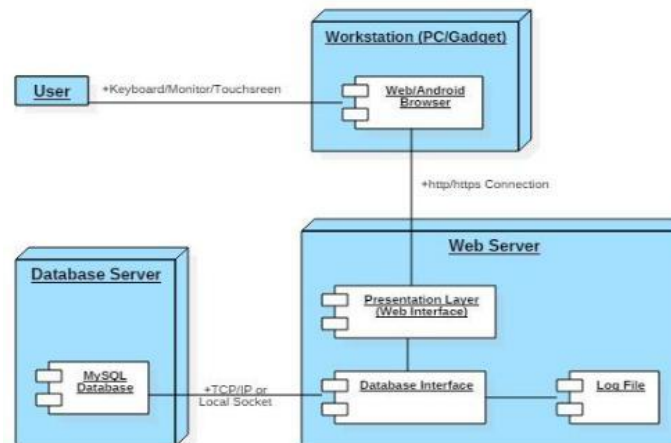 Workstation (PC/Gadget)
User
+Keyboard/Monitor/Touchsreen
Web/Android
Browser
+http/https Connection
Web Server
Database Server
Presentation Layer
(Web Interface)
MySQL
Database
+TCP/IP or
Local Socket
Database Interface
Log File